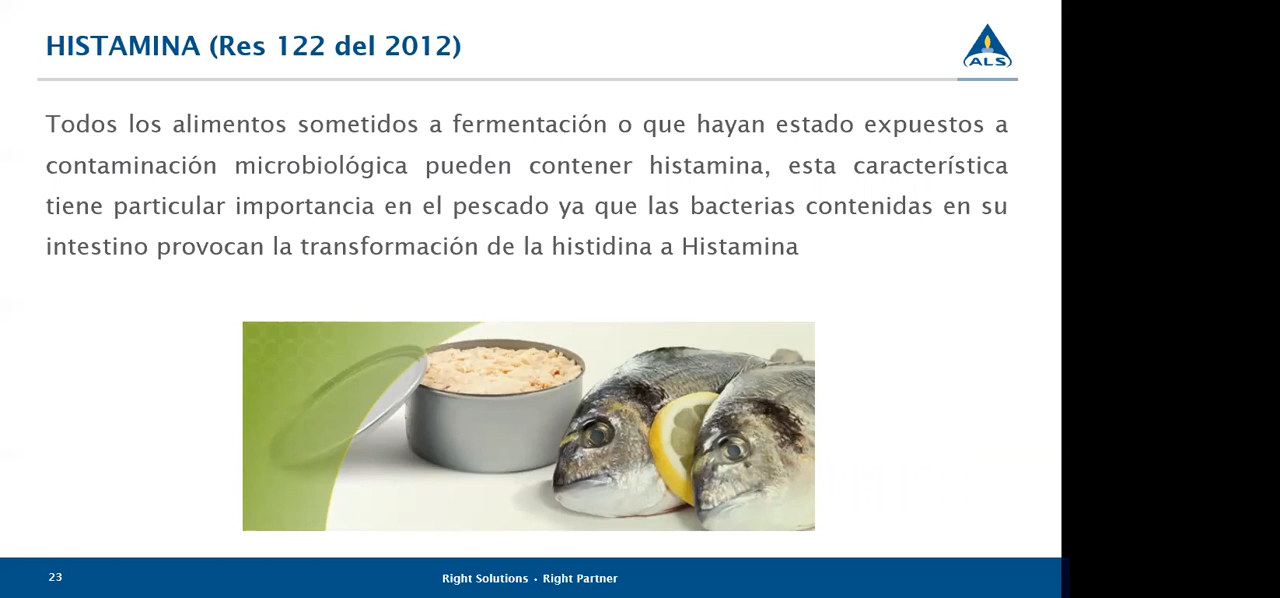 HISTAMINA (Res 122 del 2012)
ALS
Todos los alimentos sometidos a fermentación o que hayan estado expuestos a
contaminación microbiológica pueden contener histamina, esta característica
tiene particular importancia en el pescado ya que las bacterias contenidas en su
intestino provocan la transformación de la histidina a Histamina
23
Right Solutions · Right Partner